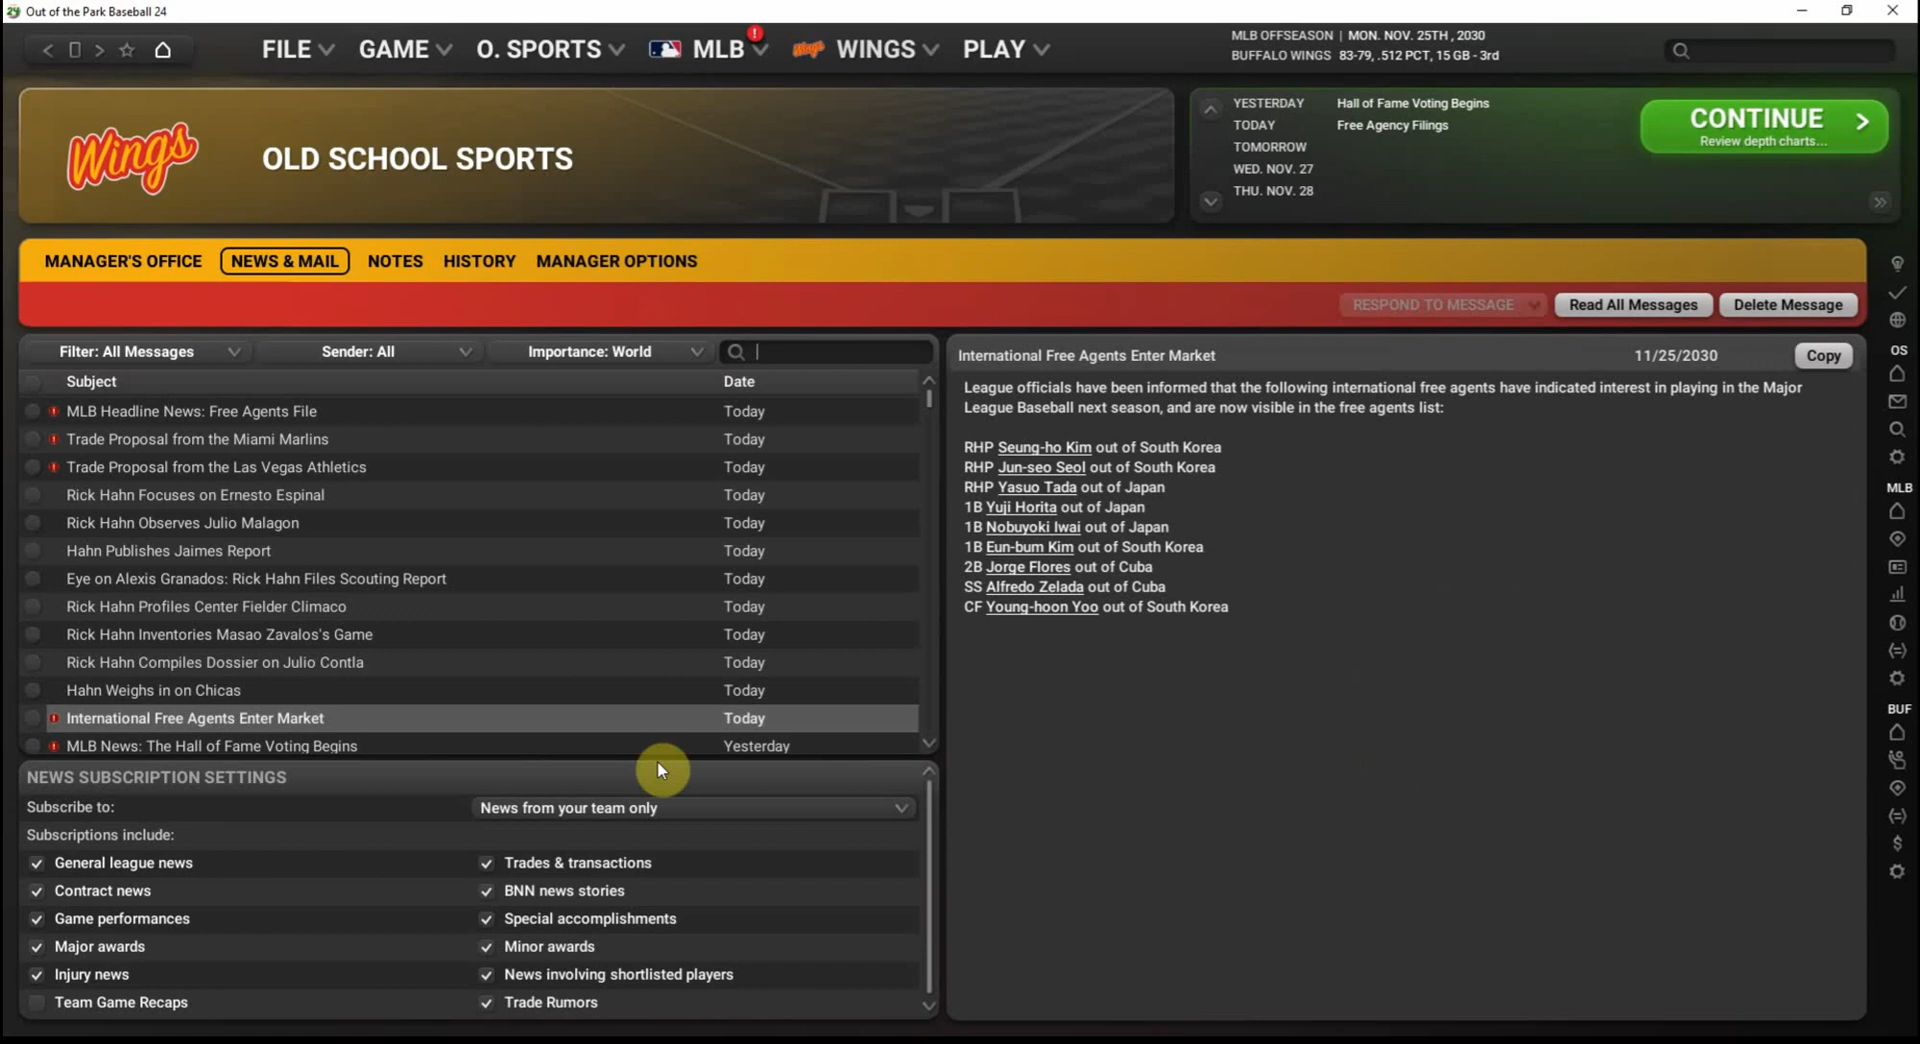 Out of the Park Baseball 24
FILE GAME O. SPORTS MLB WINGS PLAY
MLB OFFSEASON | MON. NOV. 25TH , 2030
BUFFALO WINGS 83-79, .512 PCT, 15 GB - 3rd
Wings
OLD SCHOOL SPORTS
YESTERDAY Hall of Fame Voting Begins
TODAY Free Agency Filings
TOMORROW
WED. NOV. 27
THU. NOV. 28
CONTINUE
Review depth charts...
MANAGER'S OFFICE NEWS & MAIL NOTES HISTORY MANAGER OPTIONS
RESPOND TO MESSAGE Read All Messages Delete Message
Filter: All Messages Sender: All Importance: World
Subject Date
MLB Headline News: Free Agents File Today
Trade Proposal from the Miami Marlins Today
Trade Proposal from the Las Vegas Athletics Today
Rick Hahn Focuses on Ernesto Espinal Today
Rick Hahn Observes Julio Malagon Today
Hahn Publishes Jaimes Report Today
Eye on Alexis Granados: Rick Hahn Files Scouting Report Today
Rick Hahn Profiles Center Fielder Climaco Today
Rick Hahn Inventories Masao Zavalos's Game Today
Rick Hahn Compiles Dossier on Julio Contla Today
Hahn Weighs in on Chicas Today
International Free Agents Enter Market Today
MLB News: The Hall of Fame Voting Begins Yesterday
NEWS SUBSCRIPTION SETTINGS
Subscribe to: News from your team only
Subscriptions include:
General league news Trades & transactions
Contract news BNN news stories
Game performances Special accomplishments
Major awards Minor awards
Injury news News involving shortlisted players
Team Game Recaps Trade Rumors
International Free Agents Enter Market 11/25/2030 Copy
League officials have been informed that the following international free agents have indicated interest in playing in the Major
League Baseball next season, and are now visible in the free agents list:
RHP Seung-ho Kim out of South Korea
RHP Jun-seo Seol out of South Korea
RHP Yasuo Tada out of Japan
1B Yuji Horita out of Japan
1B Nobuyoki Iwai out of Japan
1B Eun-bum Kim out of South Korea
2B Jorge Flores out of Cuba
SS Alfredo Zelada out of Cuba
CF Young-hoon Yoo out of South Korea
OS
MLB
BUF